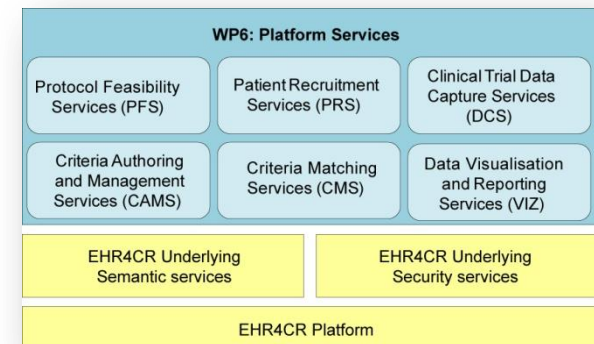 WP6: Platform Services
Protocol Feasibility
Services (PFS)
Patient Recruitment
Services (PRS)
Clinical Trial Data
Capture Services
(DCS)
Criteria Authoring
and Management
Services (CAMS)
Criteria Matching
Services (CMS)
Data Visualisation
and Reporting
Services (VIZ)
EHR4CR Underlying
Semantic services
EHR4CR Underlying
Security services
EHR4CR Platform